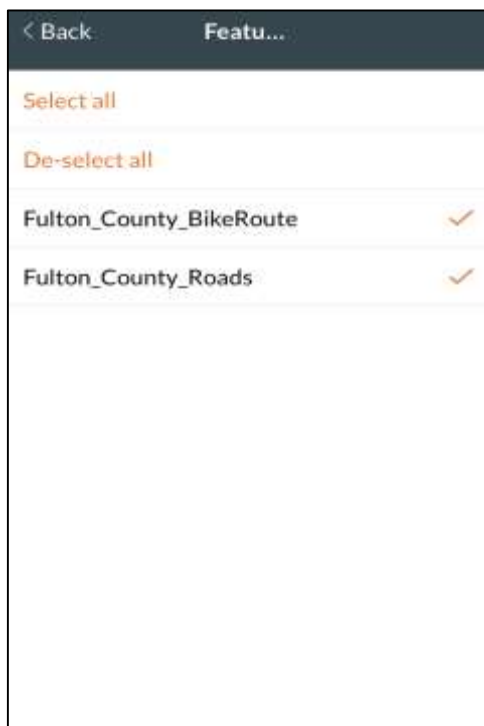 < Back Featu...
Select all
De-select all
Fulton_County_BikeRoute
Fulton_County_Roads